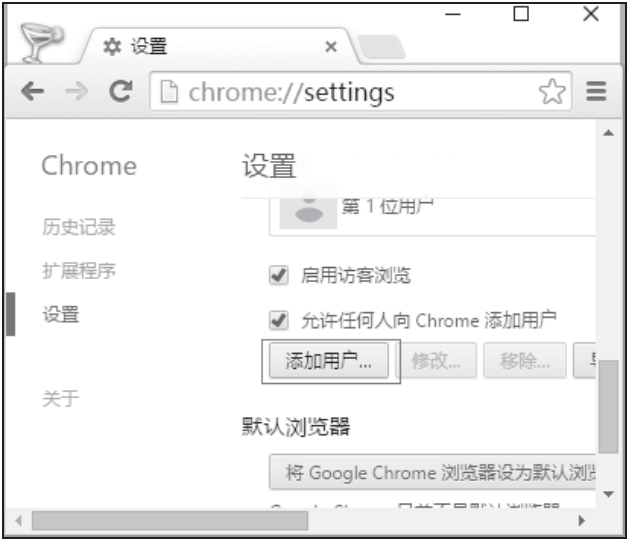 设置
chrome://settings
Chrome
设置
历史记录
扩展程序
设置
关于
第 1 位用户
启用访客浏览
允许任何人向 Chrome 添加用户
添加用户... 修改... 移除...
默认浏览器
将 Google Chrome 浏览器设为默认浏